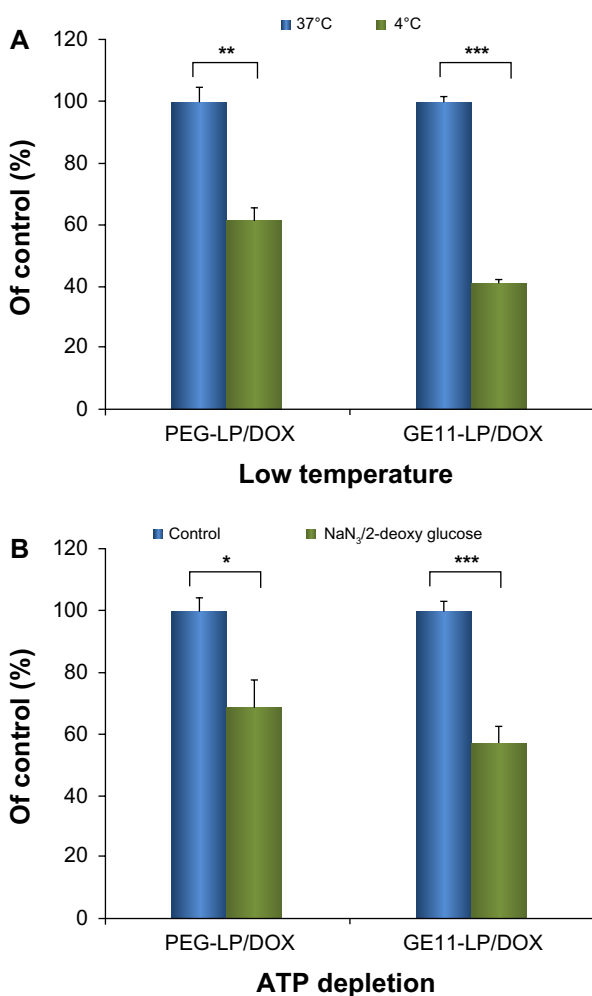 A
37°C 4°C
120
** ***
100
80
60
40
20
0
Of control (%)
PEG-LP/DOX GE11-LP/DOX
Low temperature
B
Control NaN₃/2-deoxy glucose
120
* ***
100
80
60
40
20
0
Of control (%)
PEG-LP/DOX GE11-LP/DOX
ATP depletion